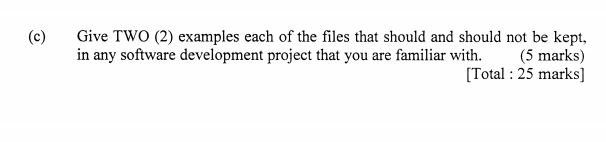 (c) Give TWO (2) examples each of the files that should and should not be kept,
in any software development project that you are familiar with. (5 marks)
[Total : 25 marks]